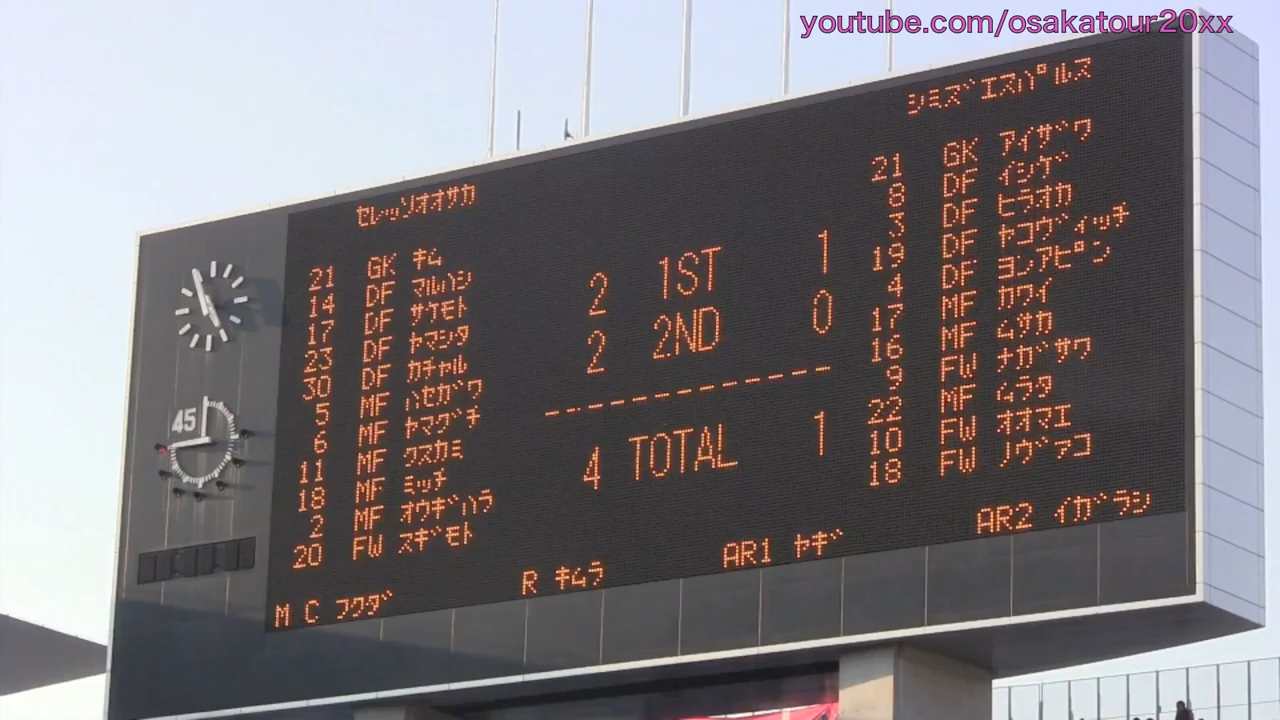 youtube.com/osakatour20xx
セレッソオオサカ
21 GK キム
14 DF マルハシ
17 DF サケモト
23 DF ヤマシタ
30 DF カチャル
5 MF ハセガワ
6 MF ヤマグチ
11 MF クスカミ
18 MF ミッチ
2 MF オウギハラ
20 FW スギモト
2 1ST 1
2 2ND 0
4 TOTAL 1
シミズエスパルス
21 GK アイザワ
8 DF イシゲ
3 DF ヒラオカ
19 DF ヤコヴィッチ
4 DF ヨンアピン
17 MF カワイ
16 MF ムサカ
9 FW ナガサワ
22 MF ムラタ
10 FW オオマエ
18 FW ノヴァコ
M C フクダ
R キムラ
AR1 ヤギ
AR2 イガラシ
45